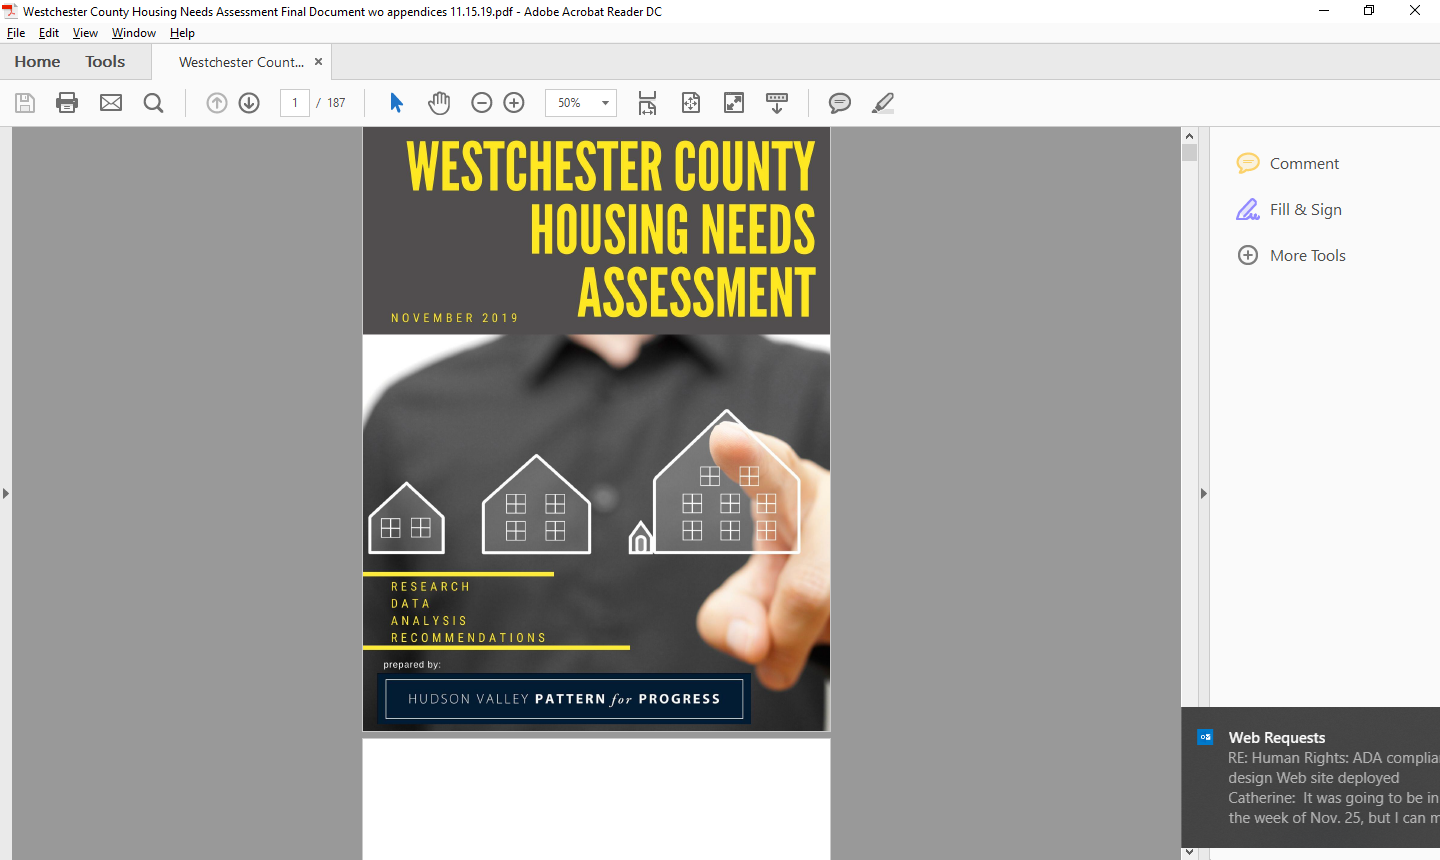 Westchester County Housing Needs Assessment Final Document wo appendices 11.15.19.pdf - Adobe Acrobat Reader DC
File Edit View Window Help
Home Tools Westchester Count... ×
1 / 187 50%
WESTCHESTER COUNTY
HOUSING NEEDS
ASSESSMENT
NOVEMBER 2019
RESEARCH
DATA
ANALYSIS
RECOMMENDATIONS
prepared by:
HUDSON VALLEY PATTERN for PROGRESS
Comment
Fill & Sign
More Tools
Web Requests
RE: Human Rights: ADA complia
design Web site deployed
Catherine: It was going to be in
the week of Nov. 25, but I can m